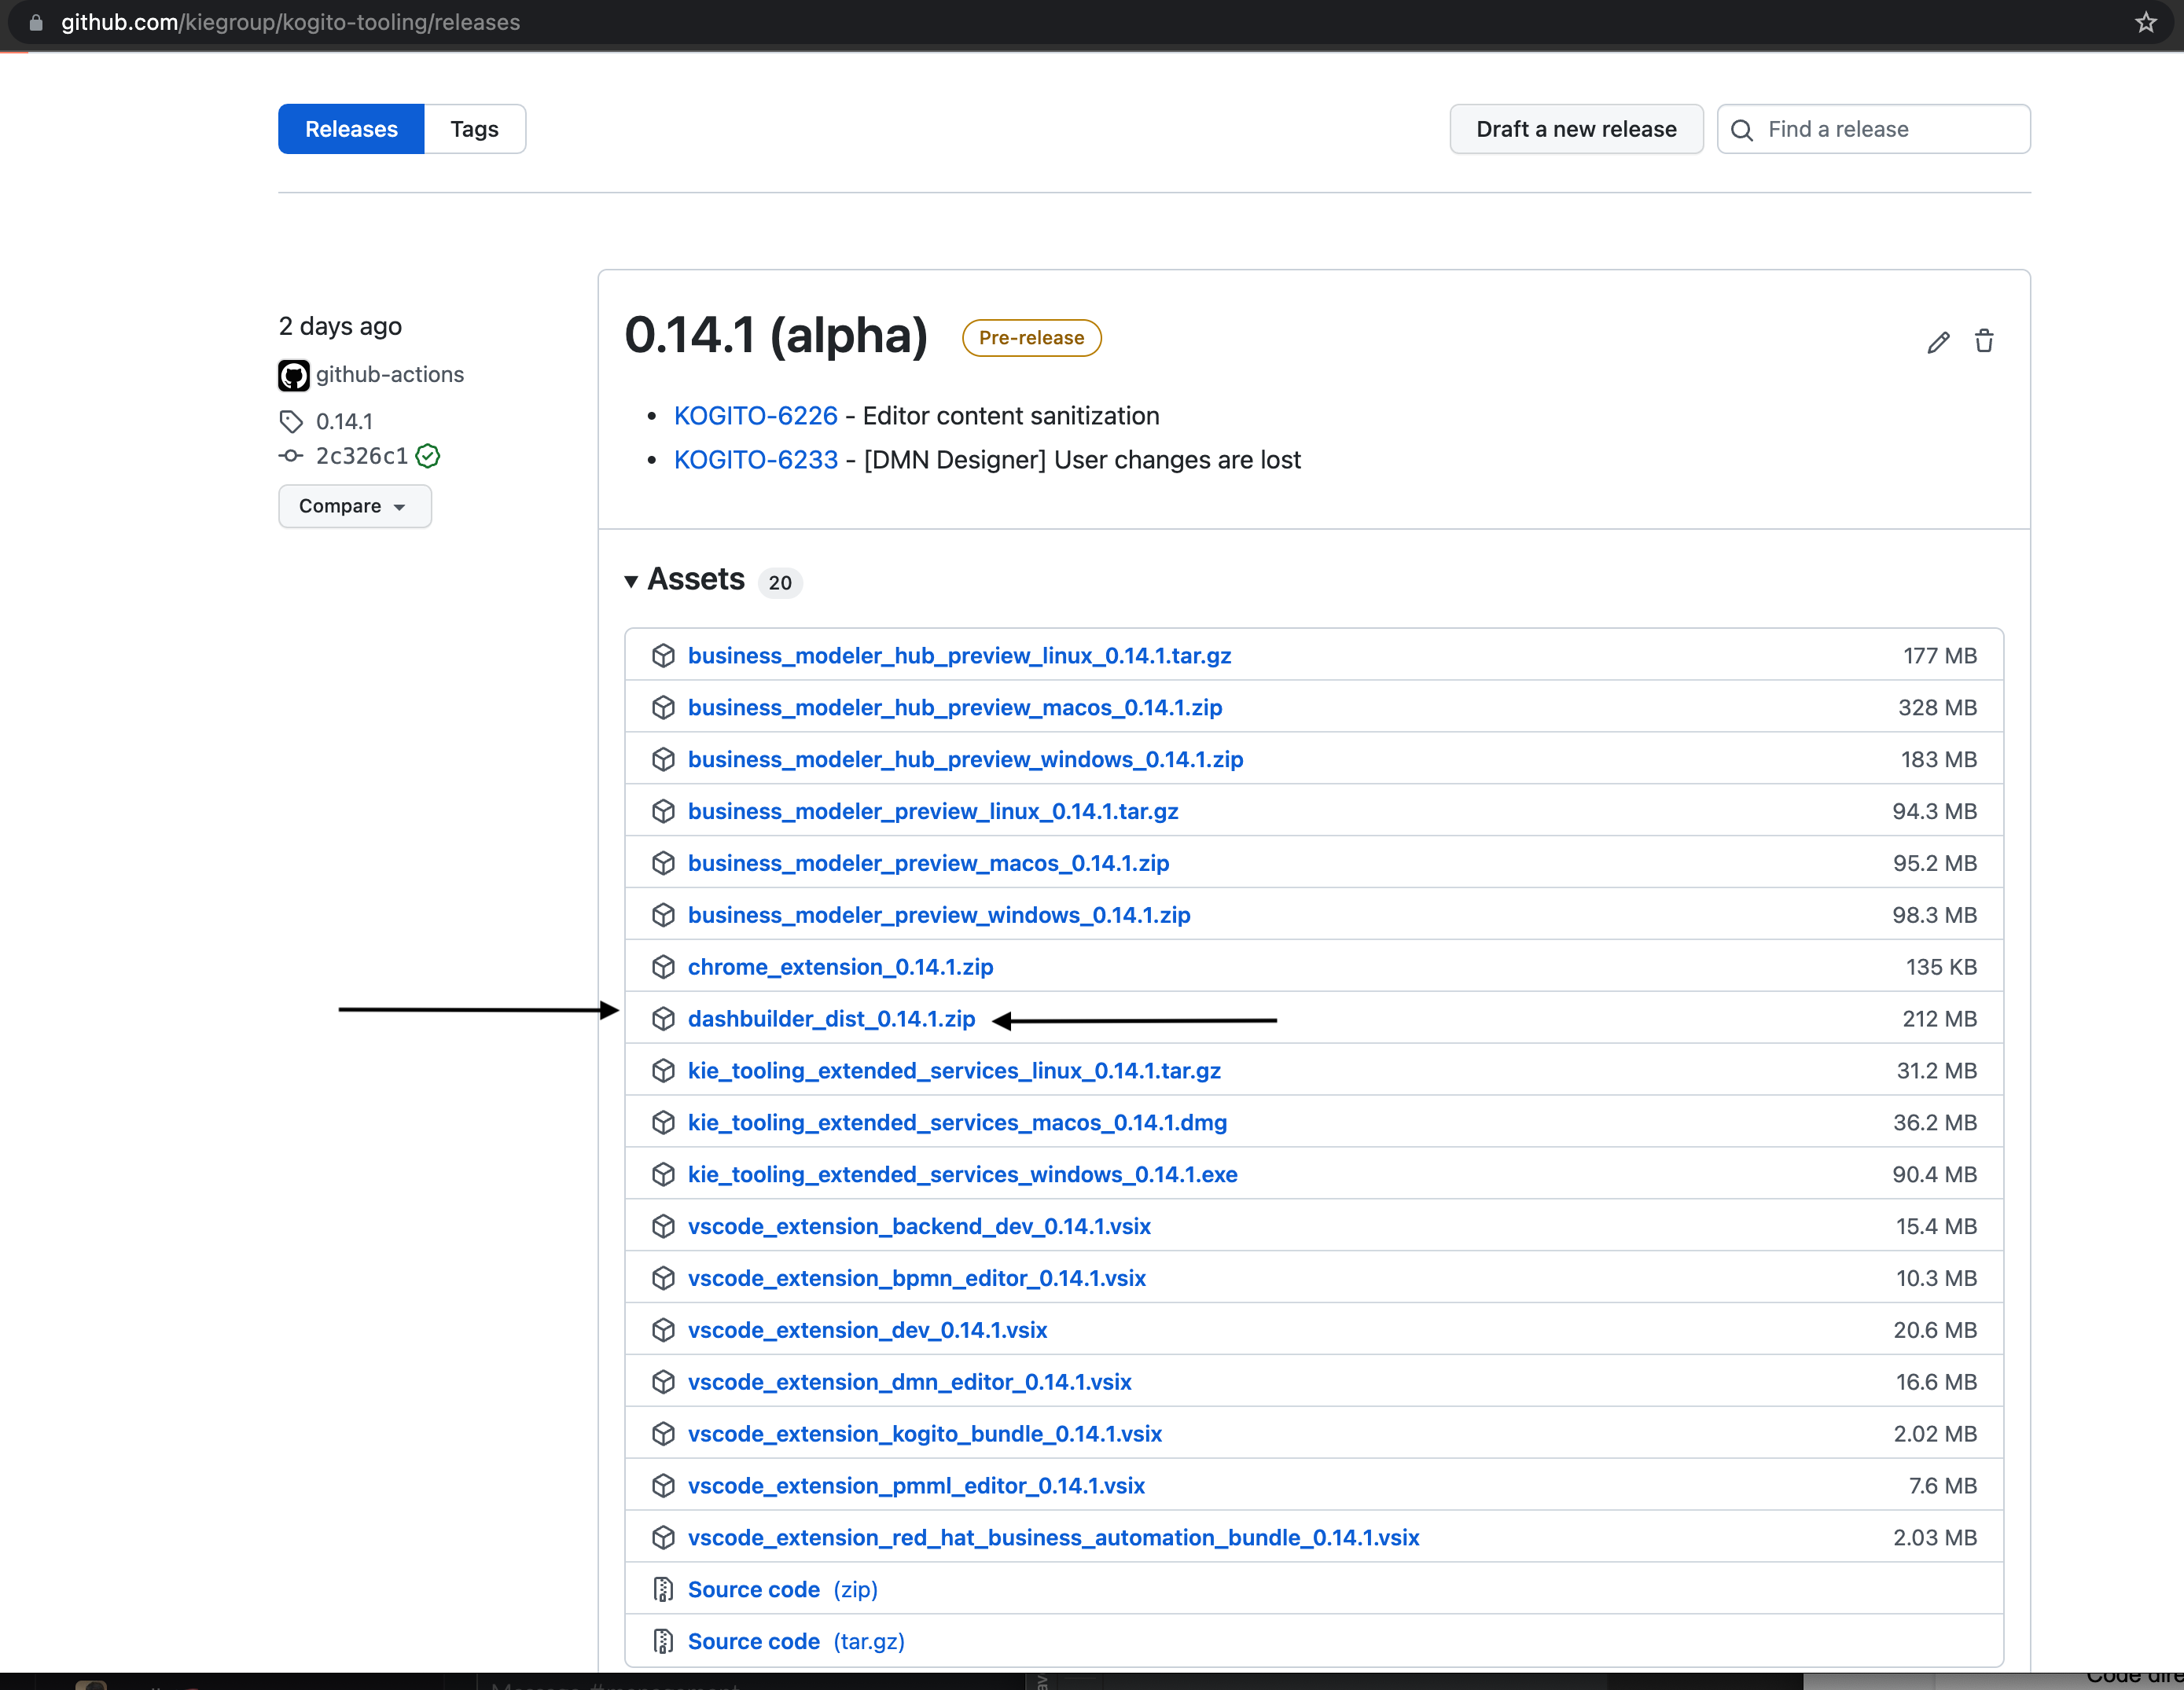 github.com/kiegroup/kogito-tooling/releases
Releases
Tags
Draft a new release
Find a release
2 days ago
github-actions
0.14.1
2c326c1
Compare
0.14.1 (alpha)
Pre-release
• KOGITO-6226 - Editor content sanitization
• KOGITO-6233 - [DMN Designer] User changes are lost
Assets 20
business_modeler_hub_preview_linux_0.14.1.tar.gz 177 MB
business_modeler_hub_preview_macos_0.14.1.zip 328 MB
business_modeler_hub_preview_windows_0.14.1.zip 183 MB
business_modeler_preview_linux_0.14.1.tar.gz 94.3 MB
business_modeler_preview_macos_0.14.1.zip 95.2 MB
business_modeler_preview_windows_0.14.1.zip 98.3 MB
chrome_extension_0.14.1.zip 135 KB
dashbuilder_dist_0.14.1.zip 212 MB
kie_tooling_extended_services_linux_0.14.1.tar.gz 31.2 MB
kie_tooling_extended_services_macos_0.14.1.dmg 36.2 MB
kie_tooling_extended_services_windows_0.14.1.exe 90.4 MB
vscode_extension_backend_dev_0.14.1.vsix 15.4 MB
vscode_extension_bpmn_editor_0.14.1.vsix 10.3 MB
vscode_extension_dev_0.14.1.vsix 20.6 MB
vscode_extension_dmn_editor_0.14.1.vsix 16.6 MB
vscode_extension_kogito_bundle_0.14.1.vsix 2.02 MB
vscode_extension_pmml_editor_0.14.1.vsix 7.6 MB
vscode_extension_red_hat_business_automation_bundle_0.14.1.vsix 2.03 MB
Source code (zip)
Source code (tar.gz)